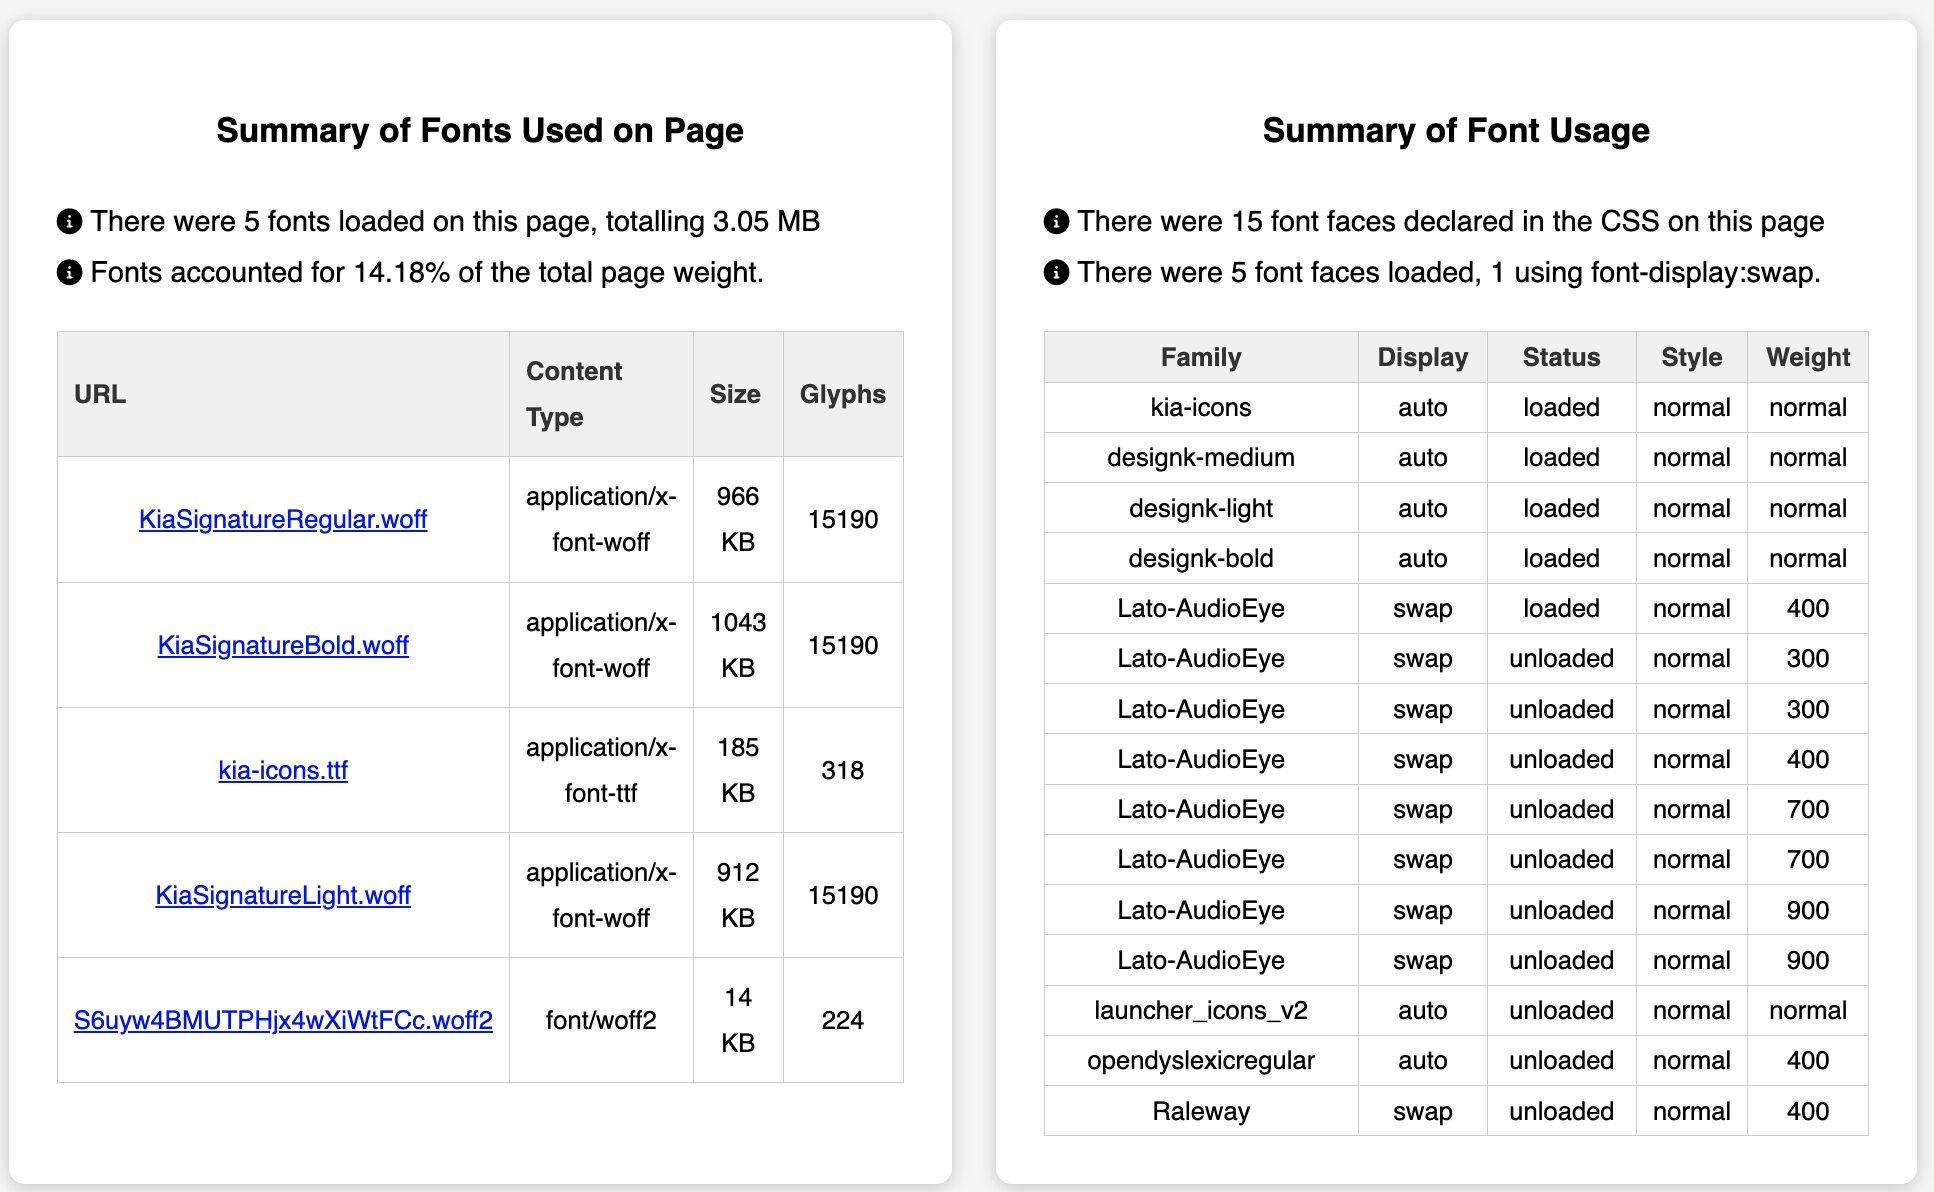 Summary of Fonts Used on Page
There were 5 fonts loaded on this page, totalling 3.05 MB
Fonts accounted for 14.18% of the total page weight.
URL Content Type Size Glyphs
KiaSignatureRegular.woff application/x-font-woff 966 KB 15190
KiaSignatureBold.woff application/x-font-woff 1043 KB 15190
kia-icons.ttf application/x-font-ttf 185 KB 318
KiaSignatureLight.woff application/x-font-woff 912 KB 15190
S6uyw4BMUTPHjx4wXiWtFCc.woff2 font/woff2 14 KB 224
Summary of Font Usage
There were 15 font faces declared in the CSS on this page
There were 5 font faces loaded, 1 using font-display:swap.
Family Display Status Style Weight
kia-icons auto loaded normal normal
designk-medium auto loaded normal normal
designk-light auto loaded normal normal
designk-bold auto loaded normal normal
Lato-AudioEye swap loaded normal 400
Lato-AudioEye swap unloaded normal 300
Lato-AudioEye swap unloaded normal 300
Lato-AudioEye swap unloaded normal 400
Lato-AudioEye swap unloaded normal 700
Lato-AudioEye swap unloaded normal 700
Lato-AudioEye swap unloaded normal 900
Lato-AudioEye swap unloaded normal 900
launcher_icons_v2 auto unloaded normal normal
opendyslexicregular auto unloaded normal 400
Raleway swap unloaded normal 400